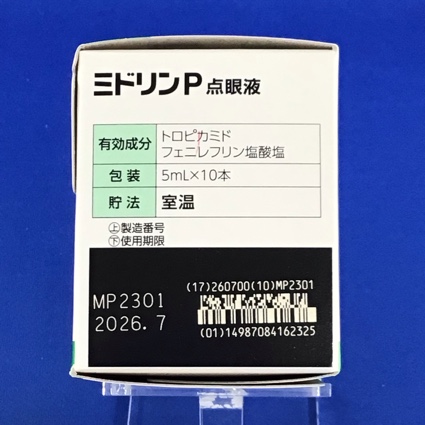 ミドリンP 点眼液
有効成分 トロピカミド
フェニレフリン塩酸塩
包装 5mL×10本
貯法 室温
㊤製造番号
㊦使用期限
(17)260700(10)MP2301
MP2301
2026.7
(01)14987084162325